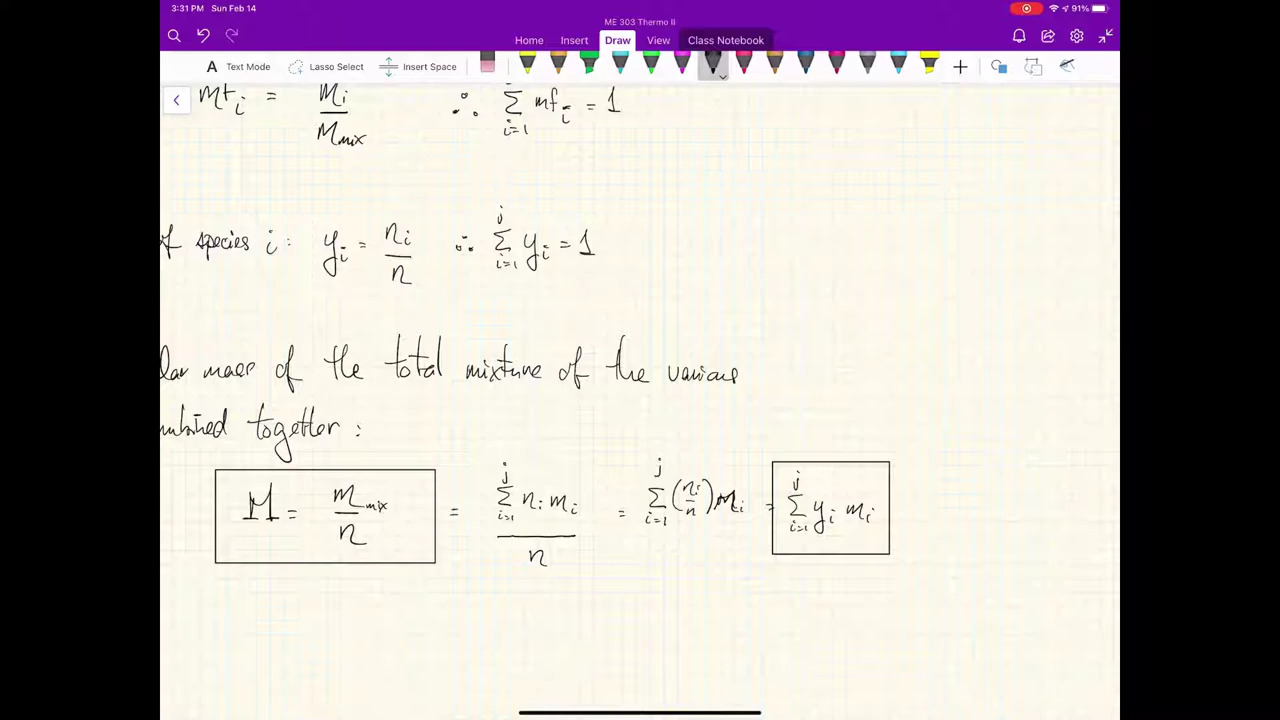 3:31 PM Sun Feb 14
91%
ME 303 Thermo II
Home Insert Draw View Class Notebook
A Text Mode Lasso Select Insert Space
mf_i = m_i / m_mix ∴ Σ_{i=1} mf_i = 1
of species i: y_i = n_i / n ∴ Σ_{i=1}^{j} y_i = 1
lar mass of the total mixture of the various
mbined together :
M = m_mix / n = Σ_{i=1}^{j} n_i m_i / n = Σ_{i=1}^{j} (n_i / n) m_i = Σ_{i=1}^{j} y_i m_i